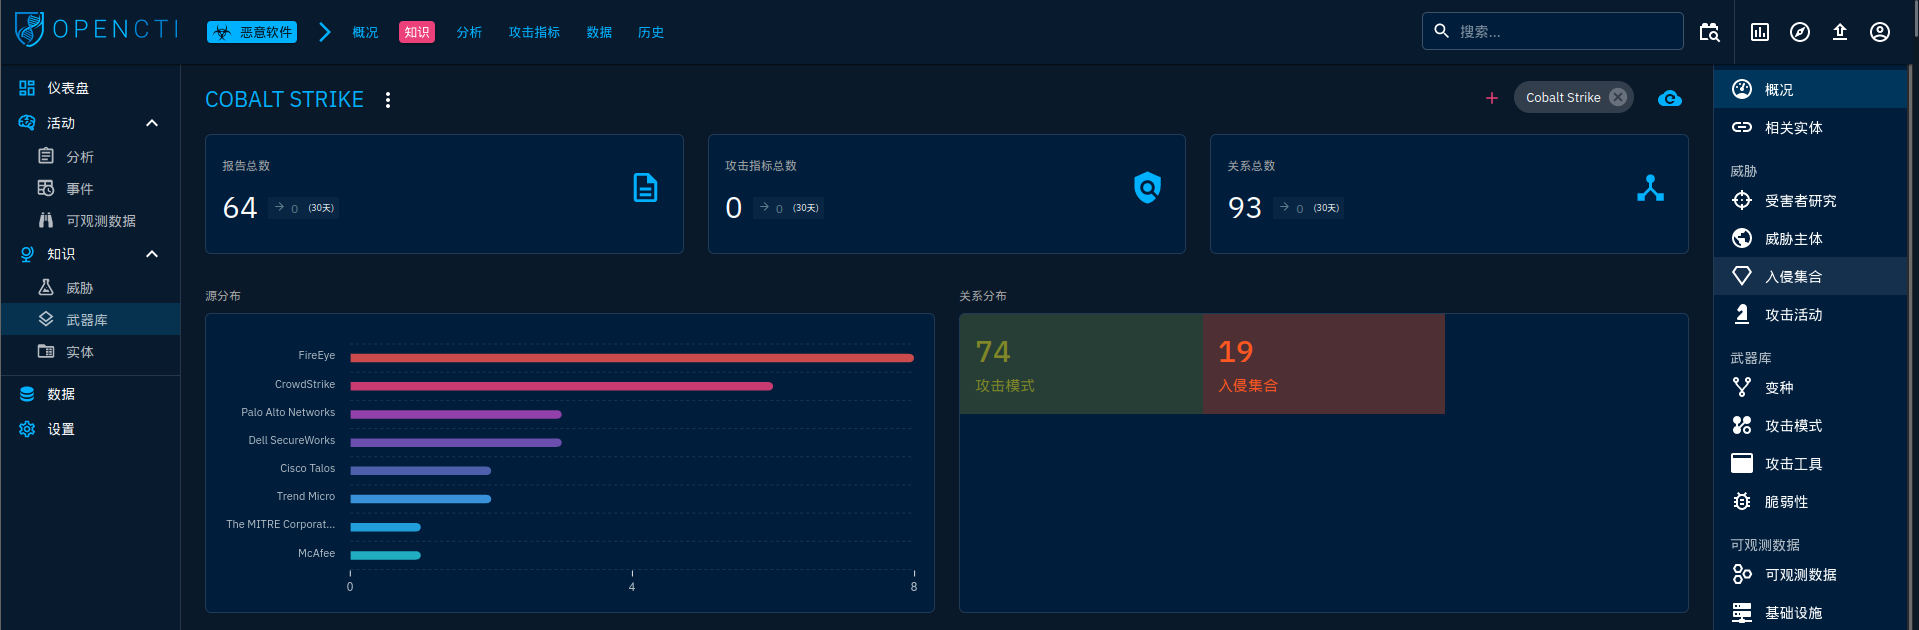 OPENCTI
恶意软件
概况
知识
分析
攻击指标
数据
历史
搜索...
仪表盘
活动
分析
事件
可观测数据
知识
威胁
武器库
实体
数据
设置
COBALT STRIKE
Cobalt Strike
报告总数
64
0
(30天)
攻击指标总数
0
0
(30天)
关系总数
93
0
(30天)
源分布
FireEye
CrowdStrike
Palo Alto Networks
Dell SecureWorks
Cisco Talos
Trend Micro
The MITRE Corporat...
McAfee
0
4
8
关系分布
74
攻击模式
19
入侵集合
概况
相关实体
威胁
受害者研究
威胁主体
入侵集合
攻击活动
武器库
变种
攻击模式
攻击工具
脆弱性
可观测数据
可观测数据
基础设施